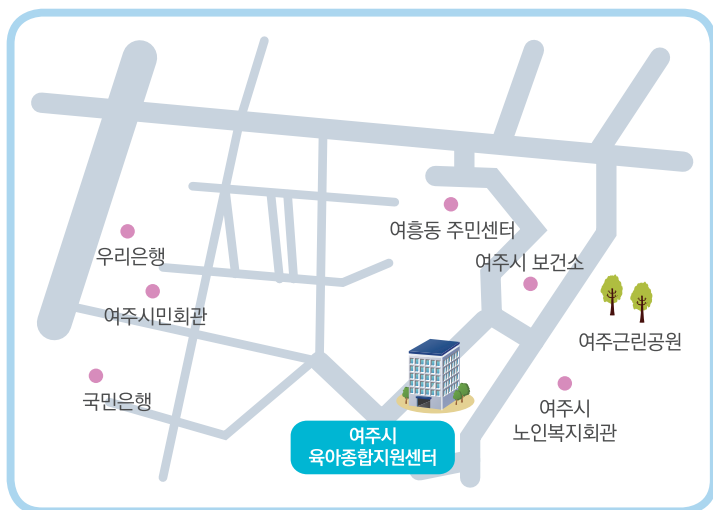 여흥동 주민센터
우리은행
여주시 보건소
여주시민회관
여주근린공원
국민은행
여주시
노인복지회관
여주시
육아종합지원센터